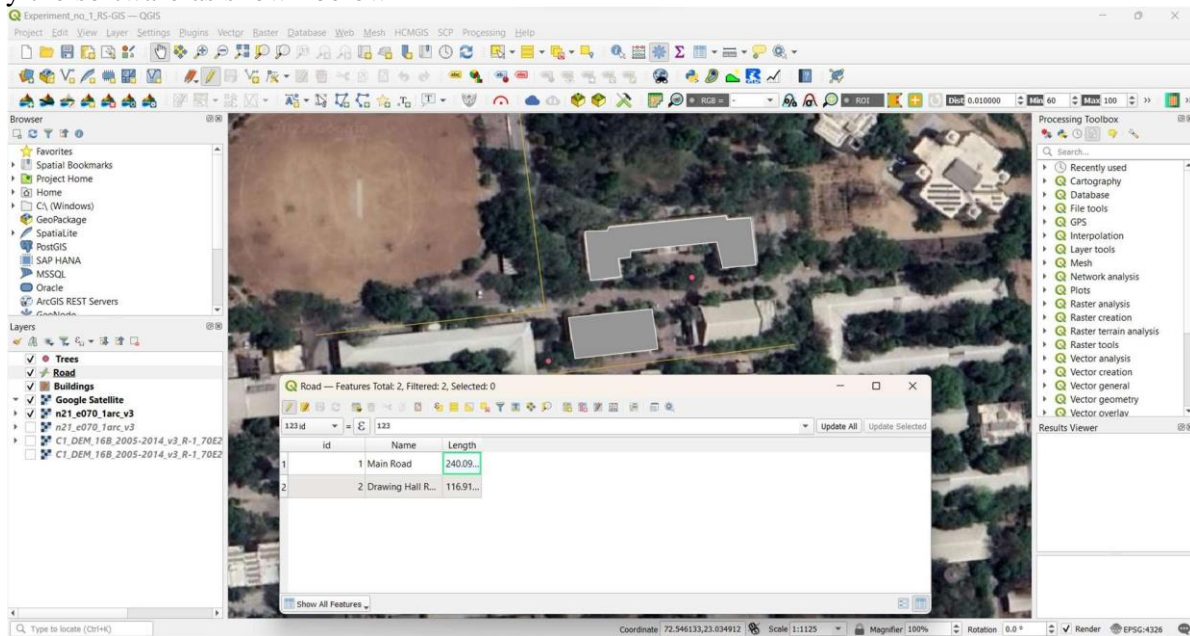 Experiment_no_1_RS-GIS — QGIS
Project Edit View Layer Settings Plugins Vector Raster Database Web Mesh HCMGIS SCP Processing Help
RGB = - ROI Dist 0.010000 Min 60 Max 100
Browser
Favorites
Spatial Bookmarks
Project Home
Home
C:\ (Windows)
GeoPackage
SpatiaLite
PostGIS
SAP HANA
MSSQL
Oracle
ArcGIS REST Servers
GeoNode
Layers
Trees
Road
Buildings
Google Satellite
n21_e070_1arc_v3
n21_e070_1arc_v3
C1_DEM_16B_2005-2014_v3_R-1_70E2
C1_DEM_16B_2005-2014_v3_R-1_70E2
Road — Features Total: 2, Filtered: 2, Selected: 0
123 id = ε 123 Update All Update Selected
id Name Length
1 1 Main Road 240.09...
2 2 Drawing Hall R... 116.91...
Show All Features
Processing Toolbox
Search...
Recently used
Cartography
Database
File tools
GPS
Interpolation
Layer tools
Mesh
Network analysis
Plots
Raster analysis
Raster creation
Raster terrain analysis
Raster tools
Vector analysis
Vector creation
Vector general
Vector geometry
Vector overlay
Results Viewer
Type to locate (Ctrl+K) Coordinate 72.546133,23.034912 Scale 1:1125 Magnifier 100% Rotation 0.0 ° Render EPSG:4326